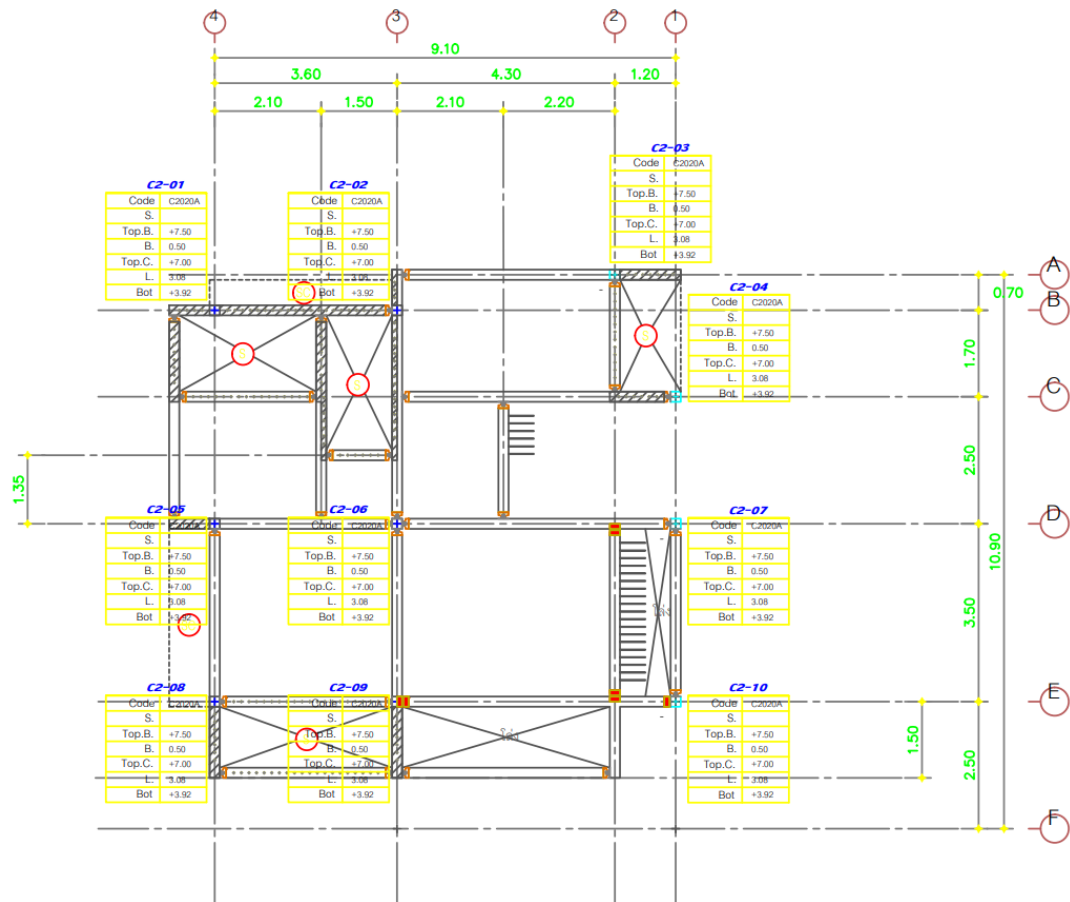 4 3 2 1
9.10
3.60 4.30 1.20
2.10 1.50 2.10 2.20
C2-03
Code C2020A
S.
Top.B. +7.50
B. 0.50
Top.C. +7.00
L. 3.08
Bot +3.92
C2-01
Code C2020A
S.
Top.B. +7.50
B. 0.50
Top.C. +7.00
L. 3.08
Bot +3.92
C2-02
Code C2020A
S.
Top.B. +7.50
B. 0.50
Top.C. +7.00
L. 3.08
Bot +3.92
A
0.70
B
C2-04
Code C2020A
S.
Top.B. +7.50
B. 0.50
Top.C. +7.00
L. 3.08
Bot +3.92
1.70
S
S
S
C
2.50
1.35
D
C2-05
Code C2020A
S.
Top.B. +7.50
B. 0.50
Top.C. +7.00
L. 3.08
Bot +3.92
C2-06
Code C2020A
S.
Top.B. +7.50
B. 0.50
Top.C. +7.00
L. 3.08
Bot +3.92
C2-07
Code C2020A
S.
Top.B. +7.50
B. 0.50
Top.C. +7.00
L. 3.08
Bot +3.92
10.90
3.50
E
C2-08
Code C2020A
S.
Top.B. +7.50
B. 0.50
Top.C. +7.00
L. 3.08
Bot +3.92
C2-09
Code C2020A
S.
Top.B. +7.50
B. 0.50
Top.C. +7.00
L. 3.08
Bot +3.92
C2-10
Code C2020A
S.
Top.B. +7.50
B. 0.50
Top.C. +7.00
L. 3.08
Bot +3.92
1.50
2.50
F